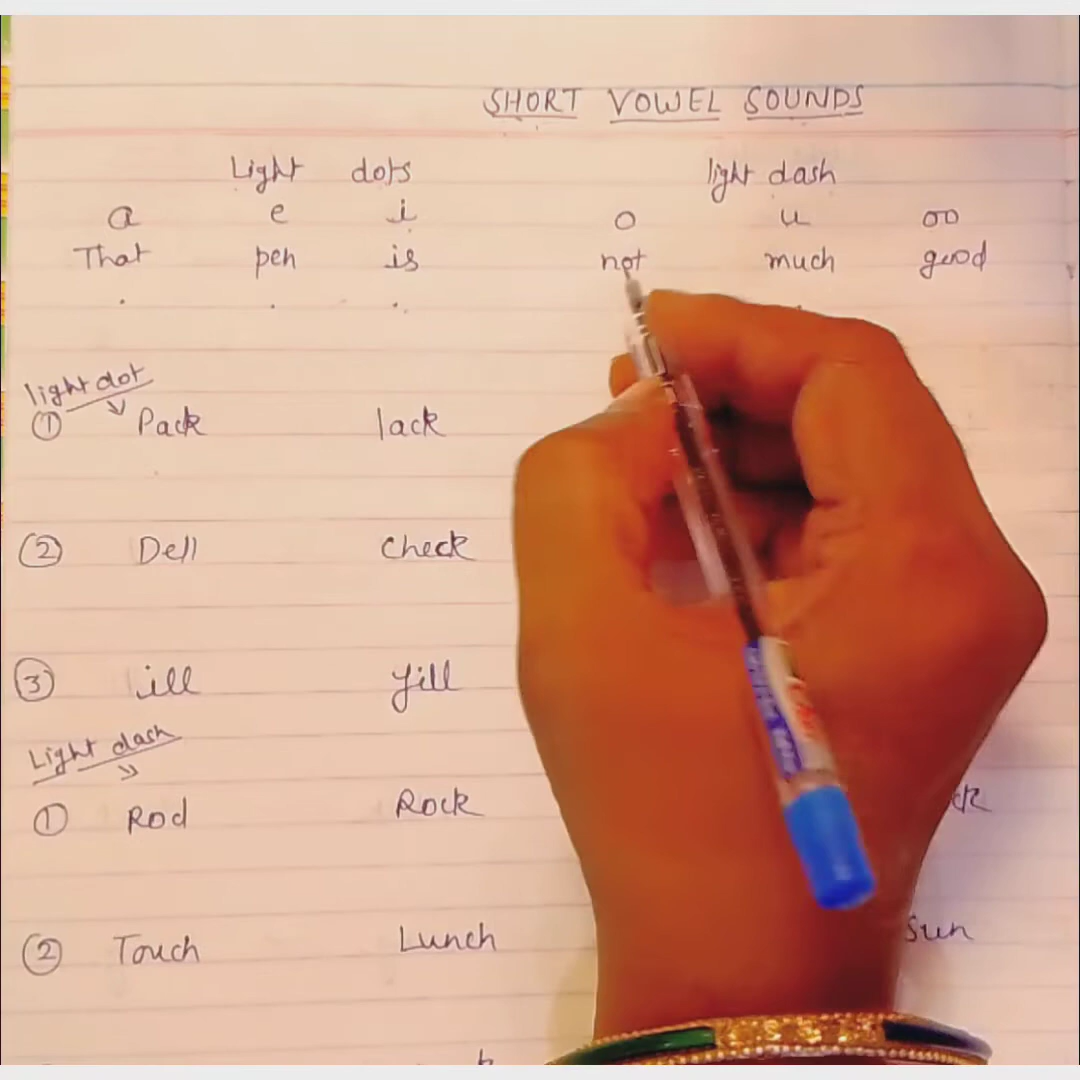 SHORT VOWEL SOUNDS
Light dots light dash
a e i o u oo
That pen is not much good
light dot
① Pack lack
② Dell Check
③ ill fill
Light dash
① Rod Rock
② Touch Lunch Sun